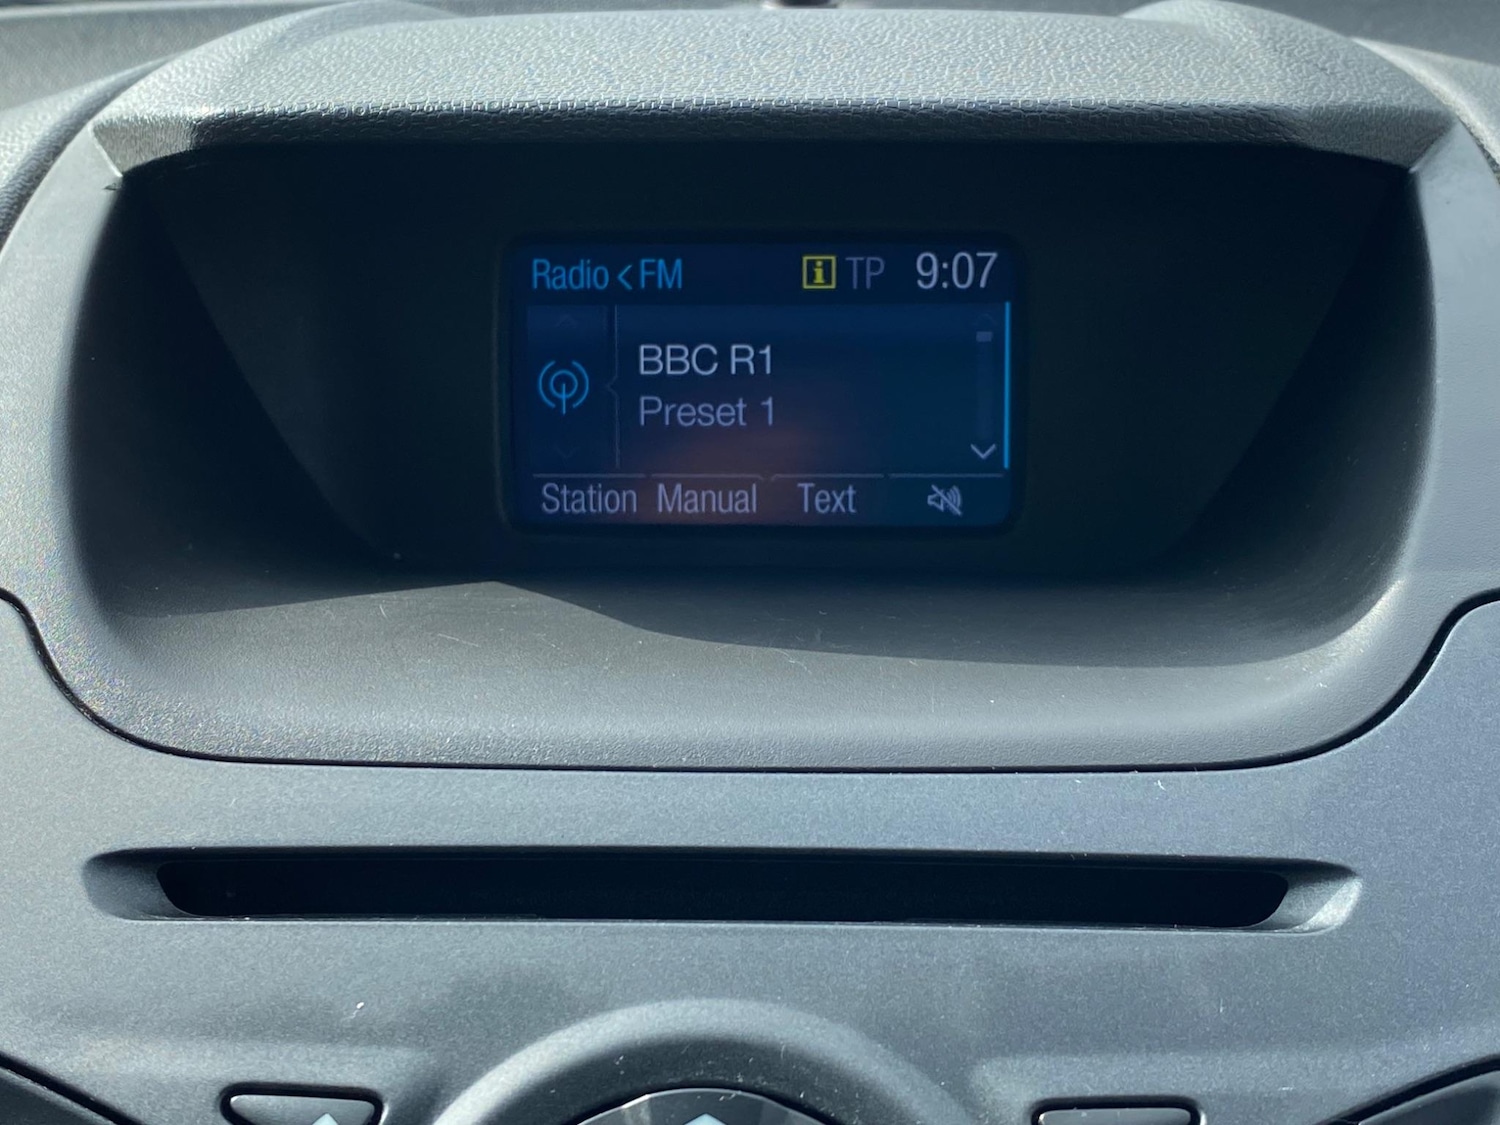 Radio < FM i TP 9:07
BBC R1
Preset 1
Station Manual Text